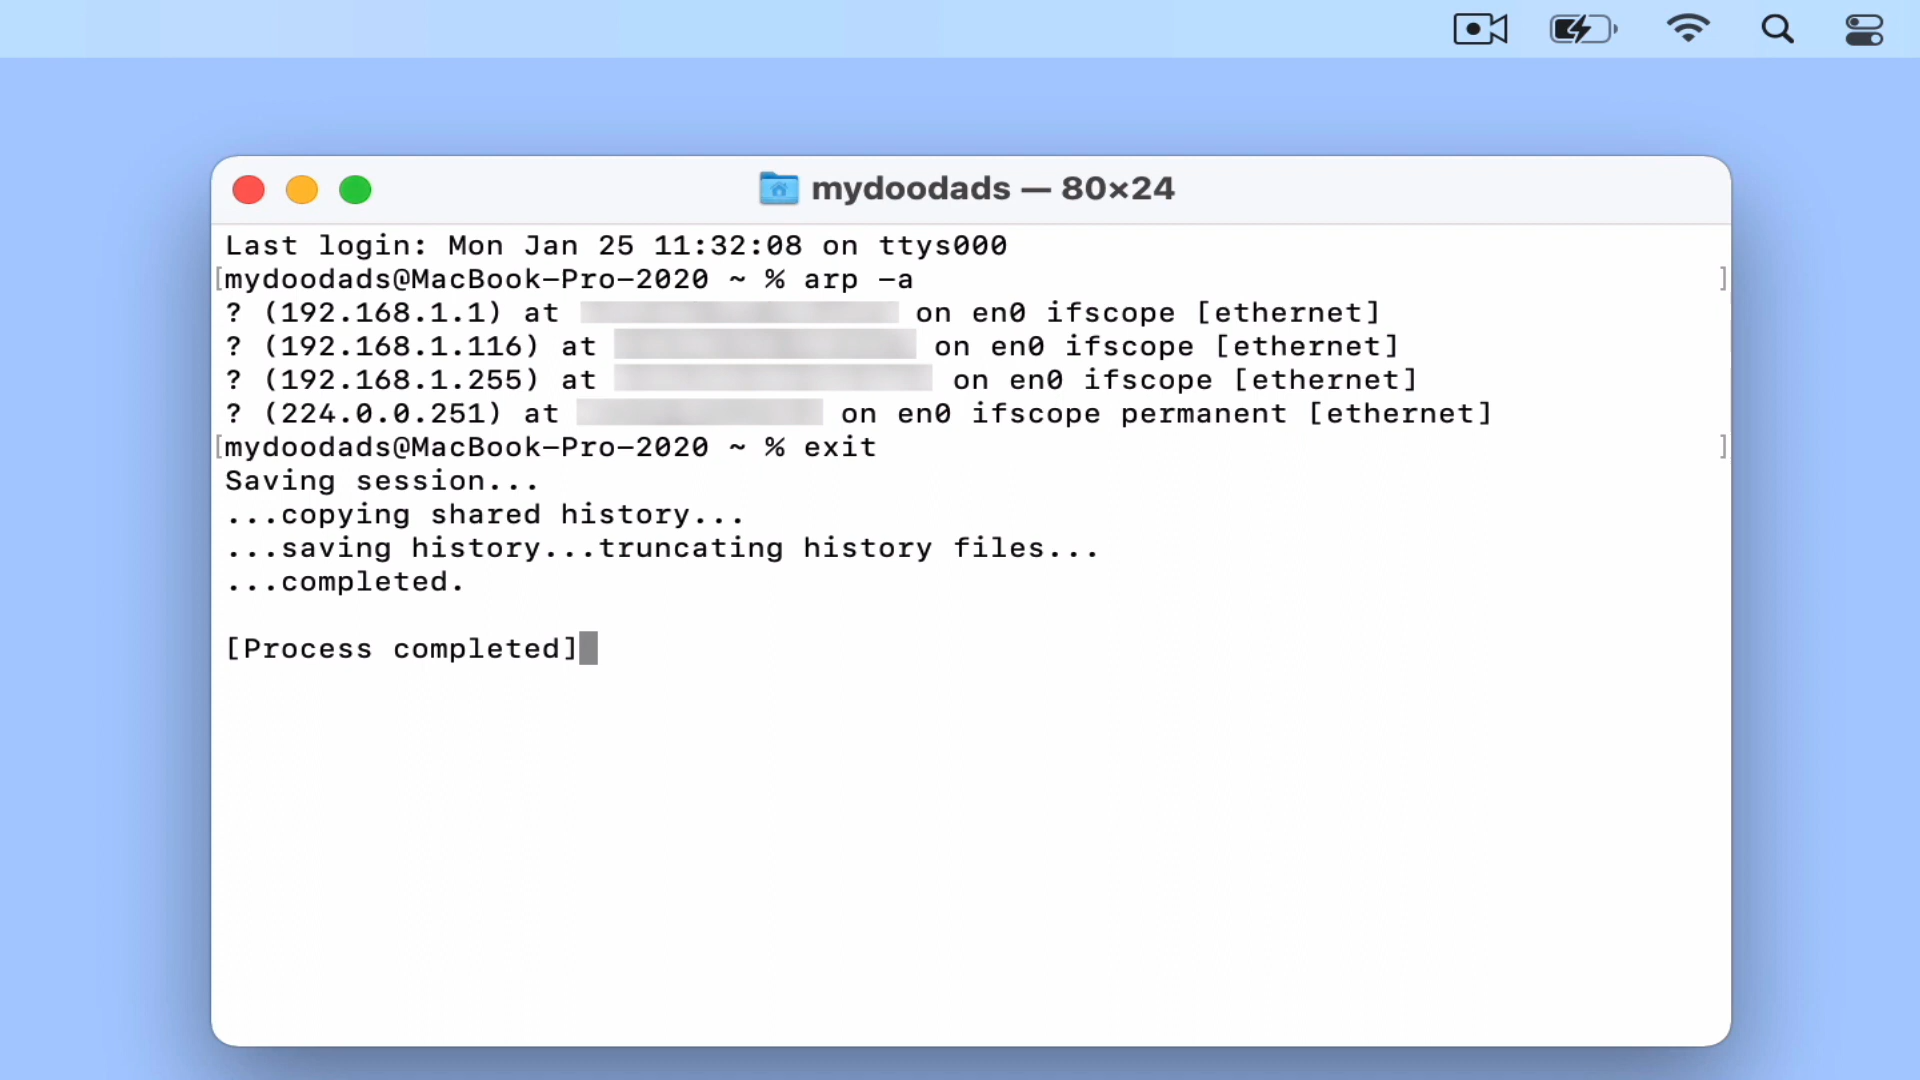 mydoodads — 80×24
Last login: Mon Jan 25 11:32:08 on ttys000
[mydoodads@MacBook-Pro-2020 ~ % arp -a ]
? (192.168.1.1) at on en0 ifscope [ethernet]
? (192.168.1.116) at on en0 ifscope [ethernet]
? (192.168.1.255) at on en0 ifscope [ethernet]
? (224.0.0.251) at on en0 ifscope permanent [ethernet]
[mydoodads@MacBook-Pro-2020 ~ % exit ]
Saving session...
...copying shared history...
...saving history...truncating history files...
...completed.
[Process completed]